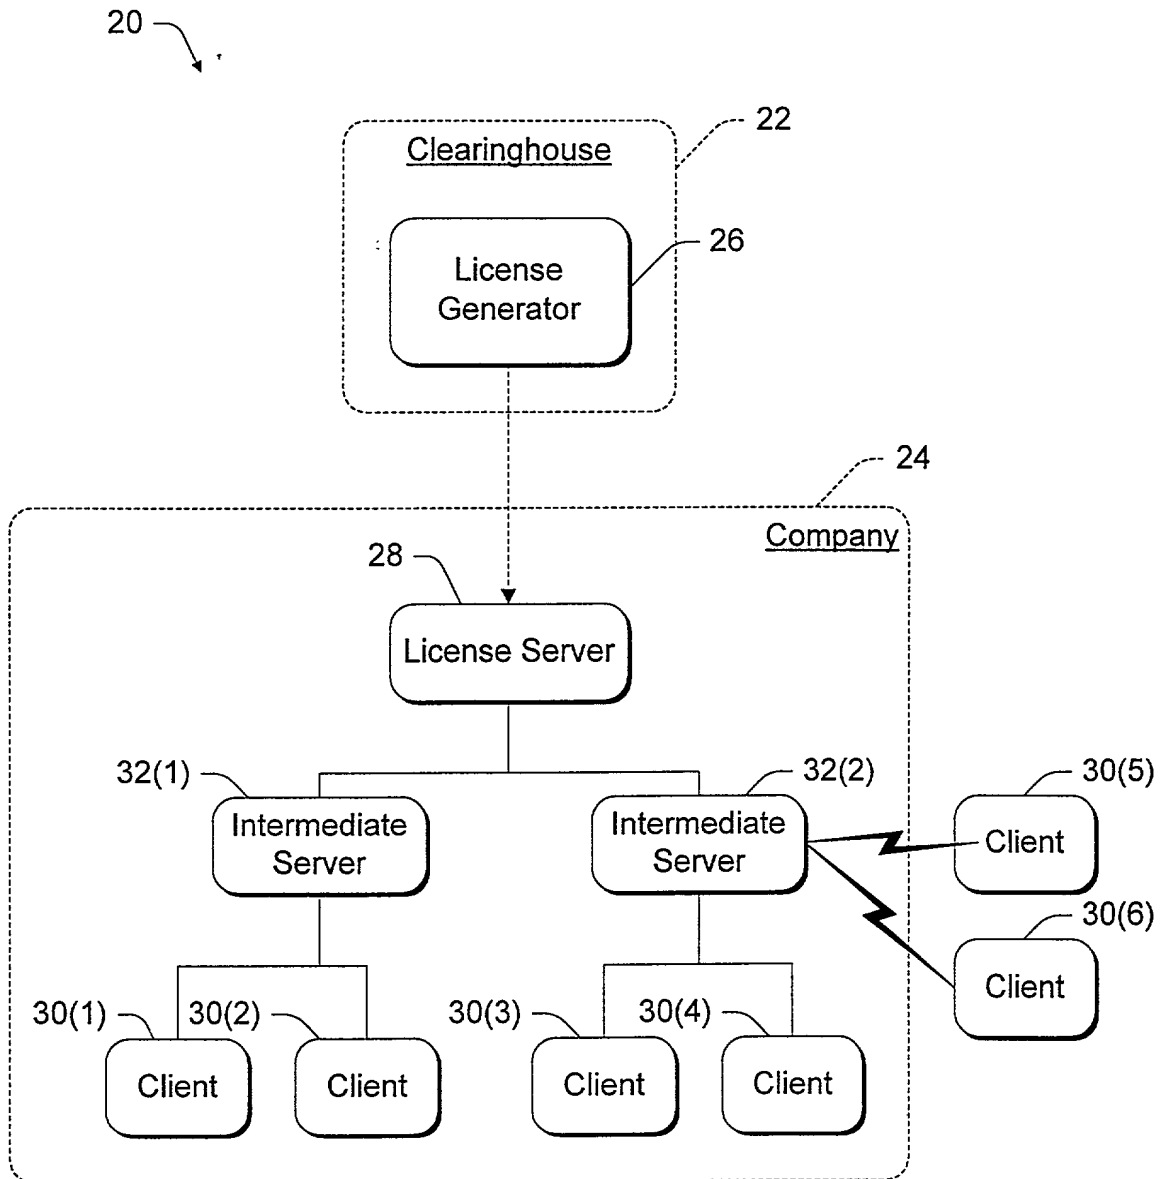 20
22
Clearinghouse
26
License
Generator
24
Company
28
License Server
32(1)
32(2)
30(5)
Intermediate
Server
Intermediate
Server
Client
30(6)
Client
30(1)
30(2)
30(3)
30(4)
Client
Client
Client
Client